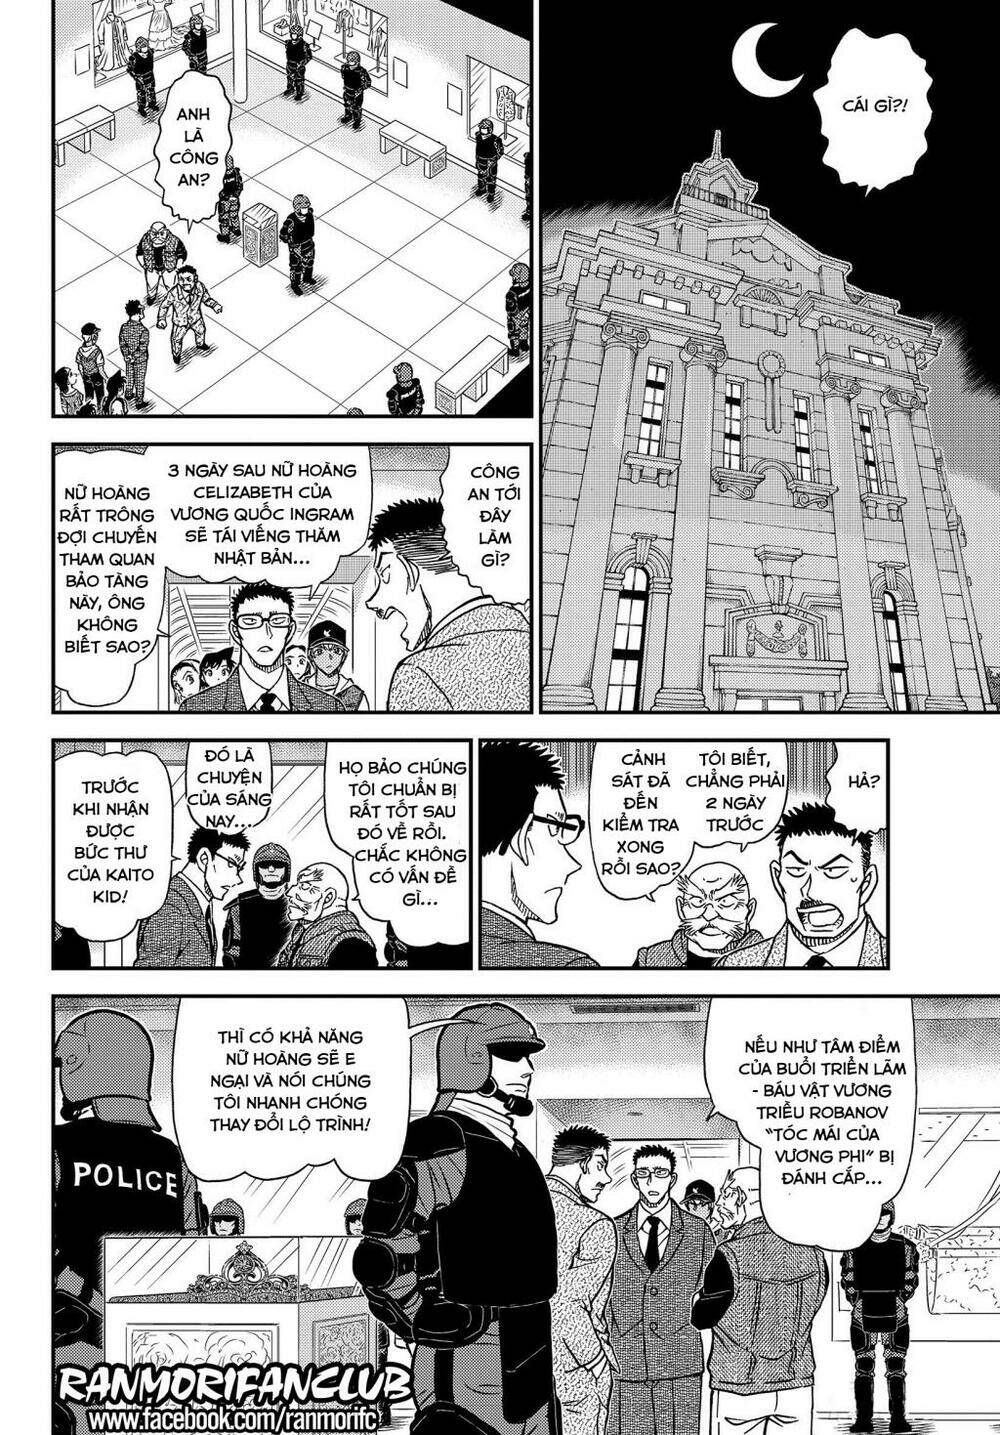 CÁI GÌ?!
ANH
LÀ
CÔNG
AN?
CÔNG
AN TỚI
ĐÂY
LÀM
GÌ?
3 NGÀY SAU NỮ HOÀNG
CELIZABETH CỦA
VƯƠNG QUỐC INGRAM
SẼ TÁI VIẾNG THĂM
NHẬT BẢN...
NỮ HOÀNG
RẤT TRÔNG
ĐỢI CHUYẾN
THAM QUAN
BẢO TÀNG
NÀY, ÔNG
KHÔNG
BIẾT SAO?
HẢ?
TÔI BIẾT,
CHẲNG PHẢI
2 NGÀY
TRƯỚC
CẢNH
SÁT ĐÃ
ĐẾN
KIỂM TRA
XONG
RỒI SAO?
HỌ BẢO CHÚNG
TÔI CHUẨN BỊ
RẤT TỐT SAU
ĐÓ VỀ RỒI.
CHẮC KHÔNG
CÓ VẤN ĐỀ
GÌ...
ĐÓ LÀ
CHUYỆN
CỦA SÁNG
NAY...
TRƯỚC
KHI NHẬN
ĐƯỢC
BỨC THƯ
CỦA KAITO
KID!
NẾU NHƯ TÂM ĐIỂM
CỦA BUỔI TRIỂN LÃM
- BÁU VẬT VƯƠNG
TRIỀU ROBANOV
"TÓC MÁI CỦA
VƯƠNG PHI" BỊ
ĐÁNH CẮP...
THÌ CÓ KHẢ NĂNG
NỮ HOÀNG SẼ E
NGẠI VÀ NÓI CHÚNG
TÔI NHANH CHÓNG
THAY ĐỔI LỘ TRÌNH!
POLICE
RANMORIFANCLUB
www.facebook.com/ranmorifc